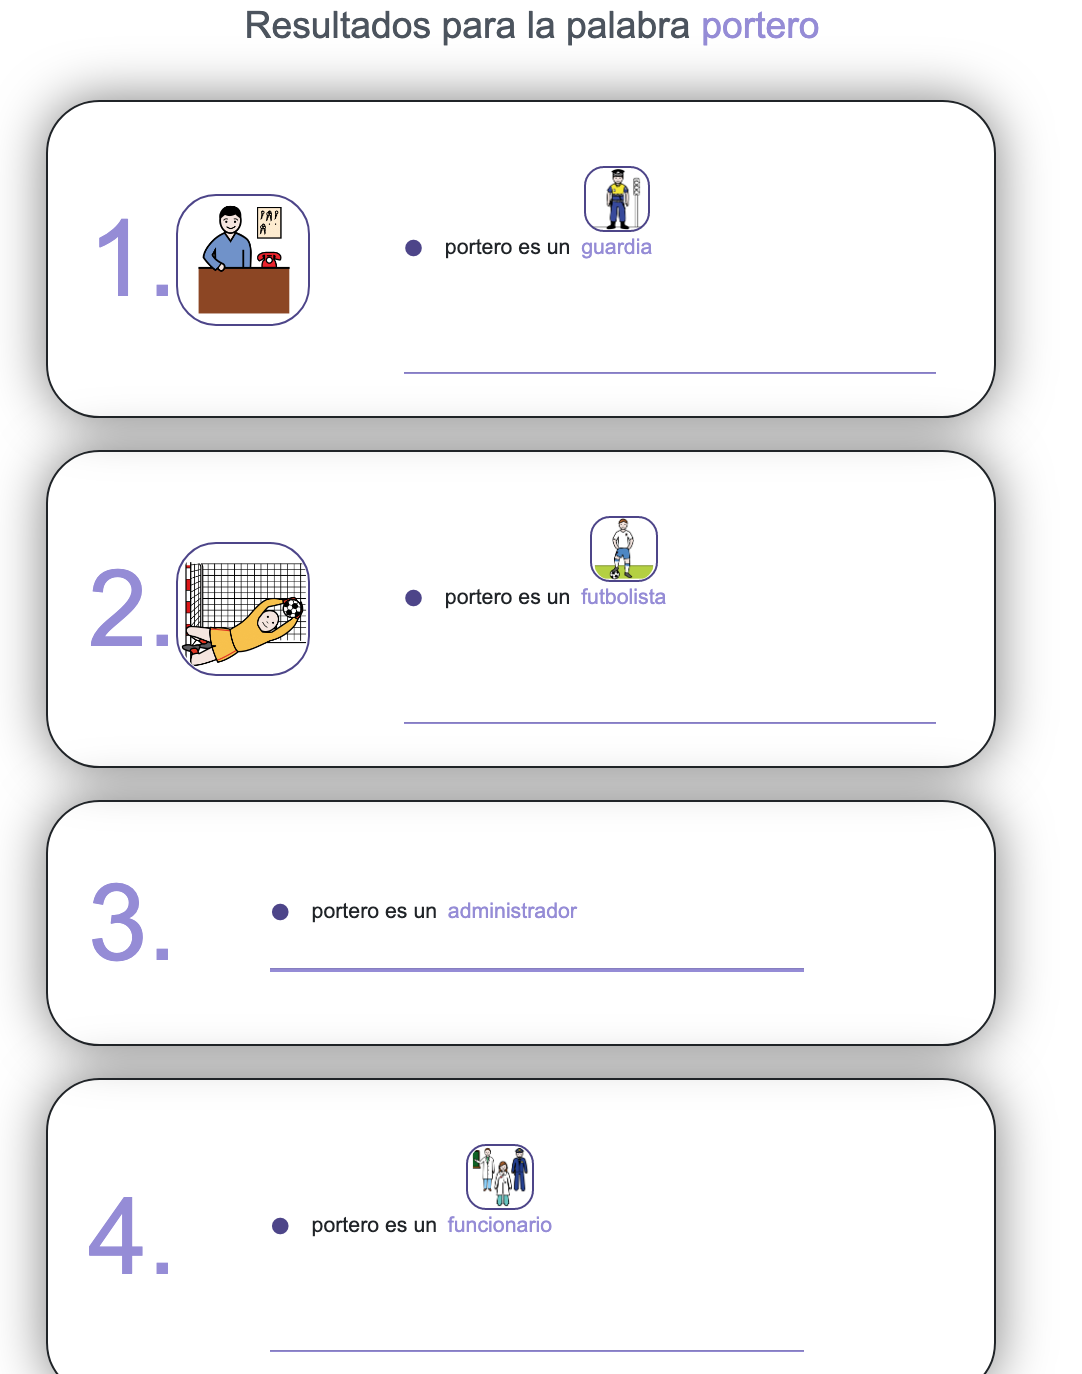 Resultados para la palabra portero
1.
portero es un guardia
2.
portero es un futbolista
3.
portero es un administrador
4.
portero es un funcionario